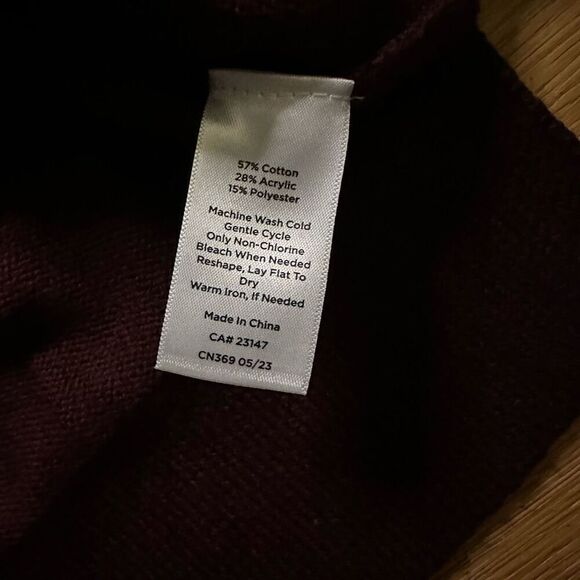 57% Cotton
28% Acrylic
15% Polyester
Machine Wash Cold
Gentle Cycle
Only Non-Chlorine
Bleach When Needed
Reshape, Lay Flat To
Dry
Warm Iron, If Needed
Made In China
CA# 23147
CN369 05/23